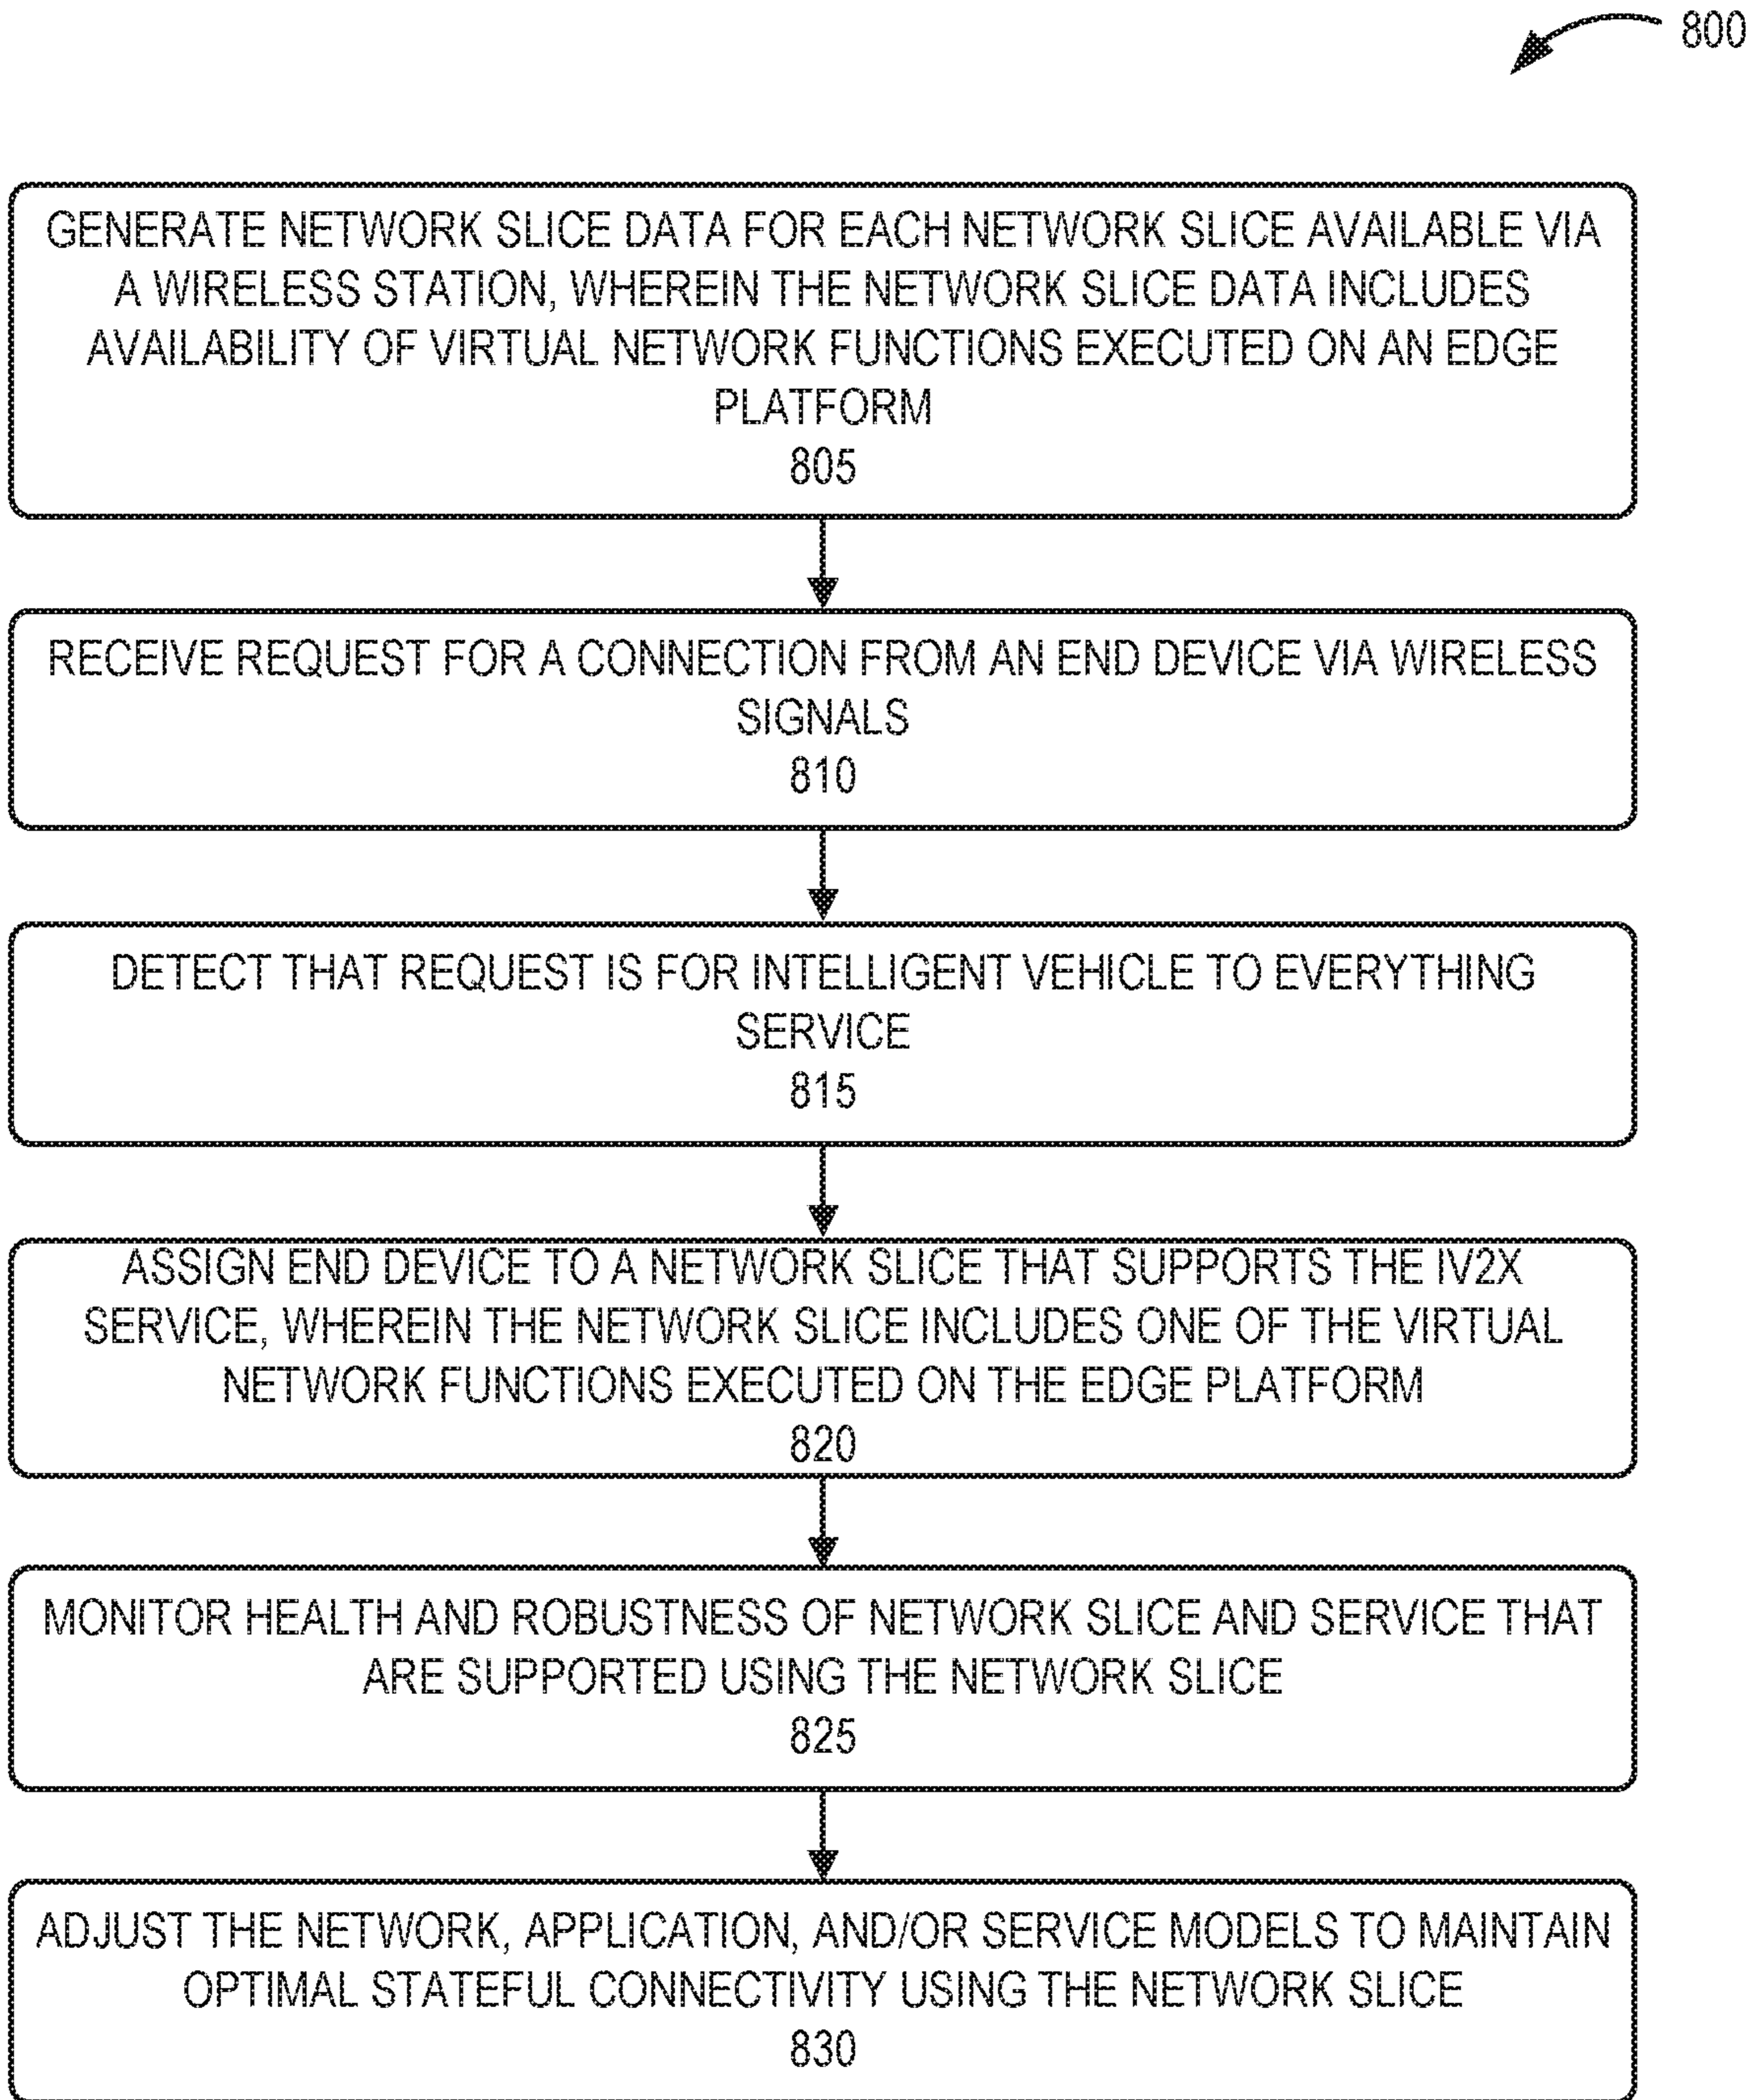 800
GENERATE NETWORK SLICE DATA FOR EACH NETWORK SLICE AVAILABLE VIA
A WIRELESS STATION, WHEREIN THE NETWORK SLICE DATA INCLUDES
AVAILABILITY OF VIRTUAL NETWORK FUNCTIONS EXECUTED ON AN EDGE
PLATFORM
805
RECEIVE REQUEST FOR A CONNECTION FROM AN END DEVICE VIA WIRELESS
SIGNALS
810
DETECT THAT REQUEST IS FOR INTELLIGENT VEHICLE TO EVERYTHING
SERVICE
815
ASSIGN END DEVICE TO A NETWORK SLICE THAT SUPPORTS THE IV2X
SERVICE, WHEREIN THE NETWORK SLICE INCLUDES ONE OF THE VIRTUAL
NETWORK FUNCTIONS EXECUTED ON THE EDGE PLATFORM
820
MONITOR HEALTH AND ROBUSTNESS OF NETWORK SLICE AND SERVICE THAT
ARE SUPPORTED USING THE NETWORK SLICE
825
ADJUST THE NETWORK, APPLICATION, AND/OR SERVICE MODELS TO MAINTAIN
OPTIMAL STATEFUL CONNECTIVITY USING THE NETWORK SLICE
830